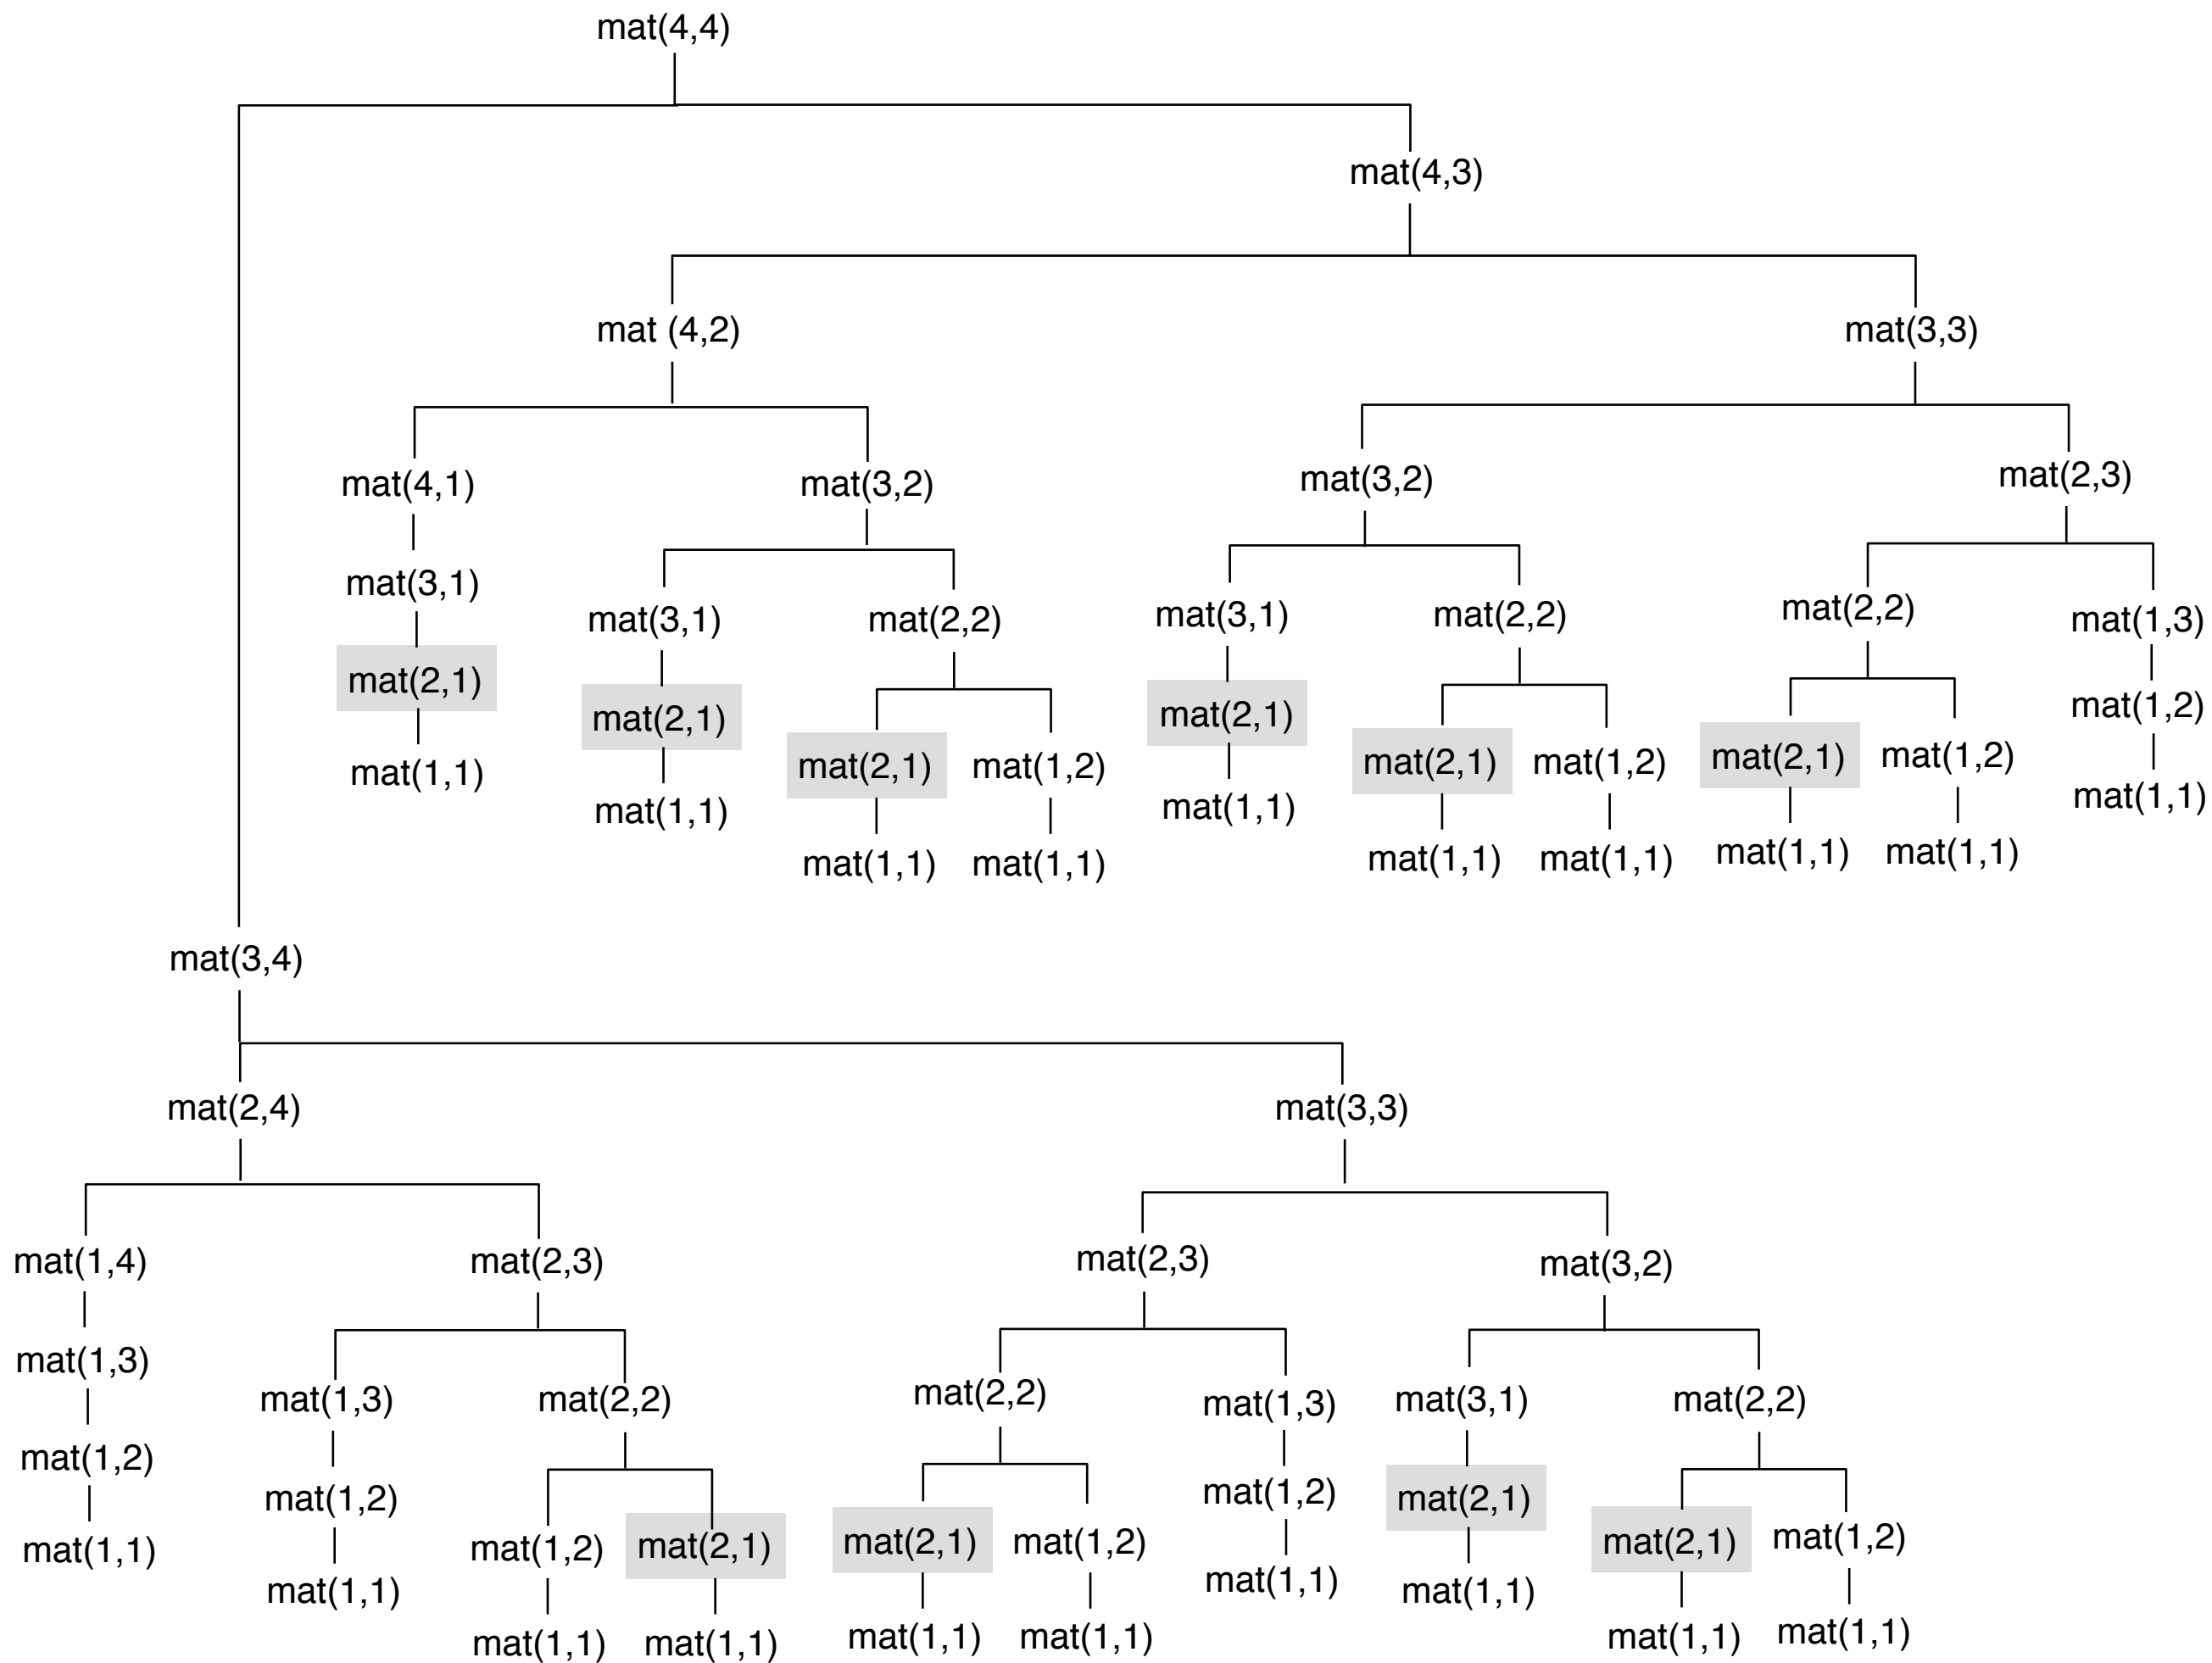 mat(4,4)
mat(4,3)
mat (4,2)
mat(3,3)
mat(4,1)
mat(3,2)
mat(3,2)
mat(2,3)
mat(3,1)
mat(3,1)
mat(2,2)
mat(3,1)
mat(2,2)
mat(2,2)
mat(1,3)
mat(2,1)
mat(2,1)
mat(2,1)
mat(1,2)
mat(2,1)
mat(2,1)
mat(1,2)
mat(2,1)
mat(1,2)
mat(1,2)
mat(1,1)
mat(1,1)
mat(1,1)
mat(1,1)
mat(1,1)
mat(1,1)
mat(1,1)
mat(1,1)
mat(1,1)
mat(1,1)
mat(3,4)
mat(2,4)
mat(3,3)
mat(1,4)
mat(2,3)
mat(2,3)
mat(3,2)
mat(1,3)
mat(1,3)
mat(2,2)
mat(2,2)
mat(1,3)
mat(3,1)
mat(2,2)
mat(1,2)
mat(1,2)
mat(1,2)
mat(2,1)
mat(2,1)
mat(1,2)
mat(1,2)
mat(2,1)
mat(2,1)
mat(1,2)
mat(1,1)
mat(1,1)
mat(1,1)
mat(1,1)
mat(1,1)
mat(1,1)
mat(1,1)
mat(1,1)
mat(1,1)
mat(1,1)